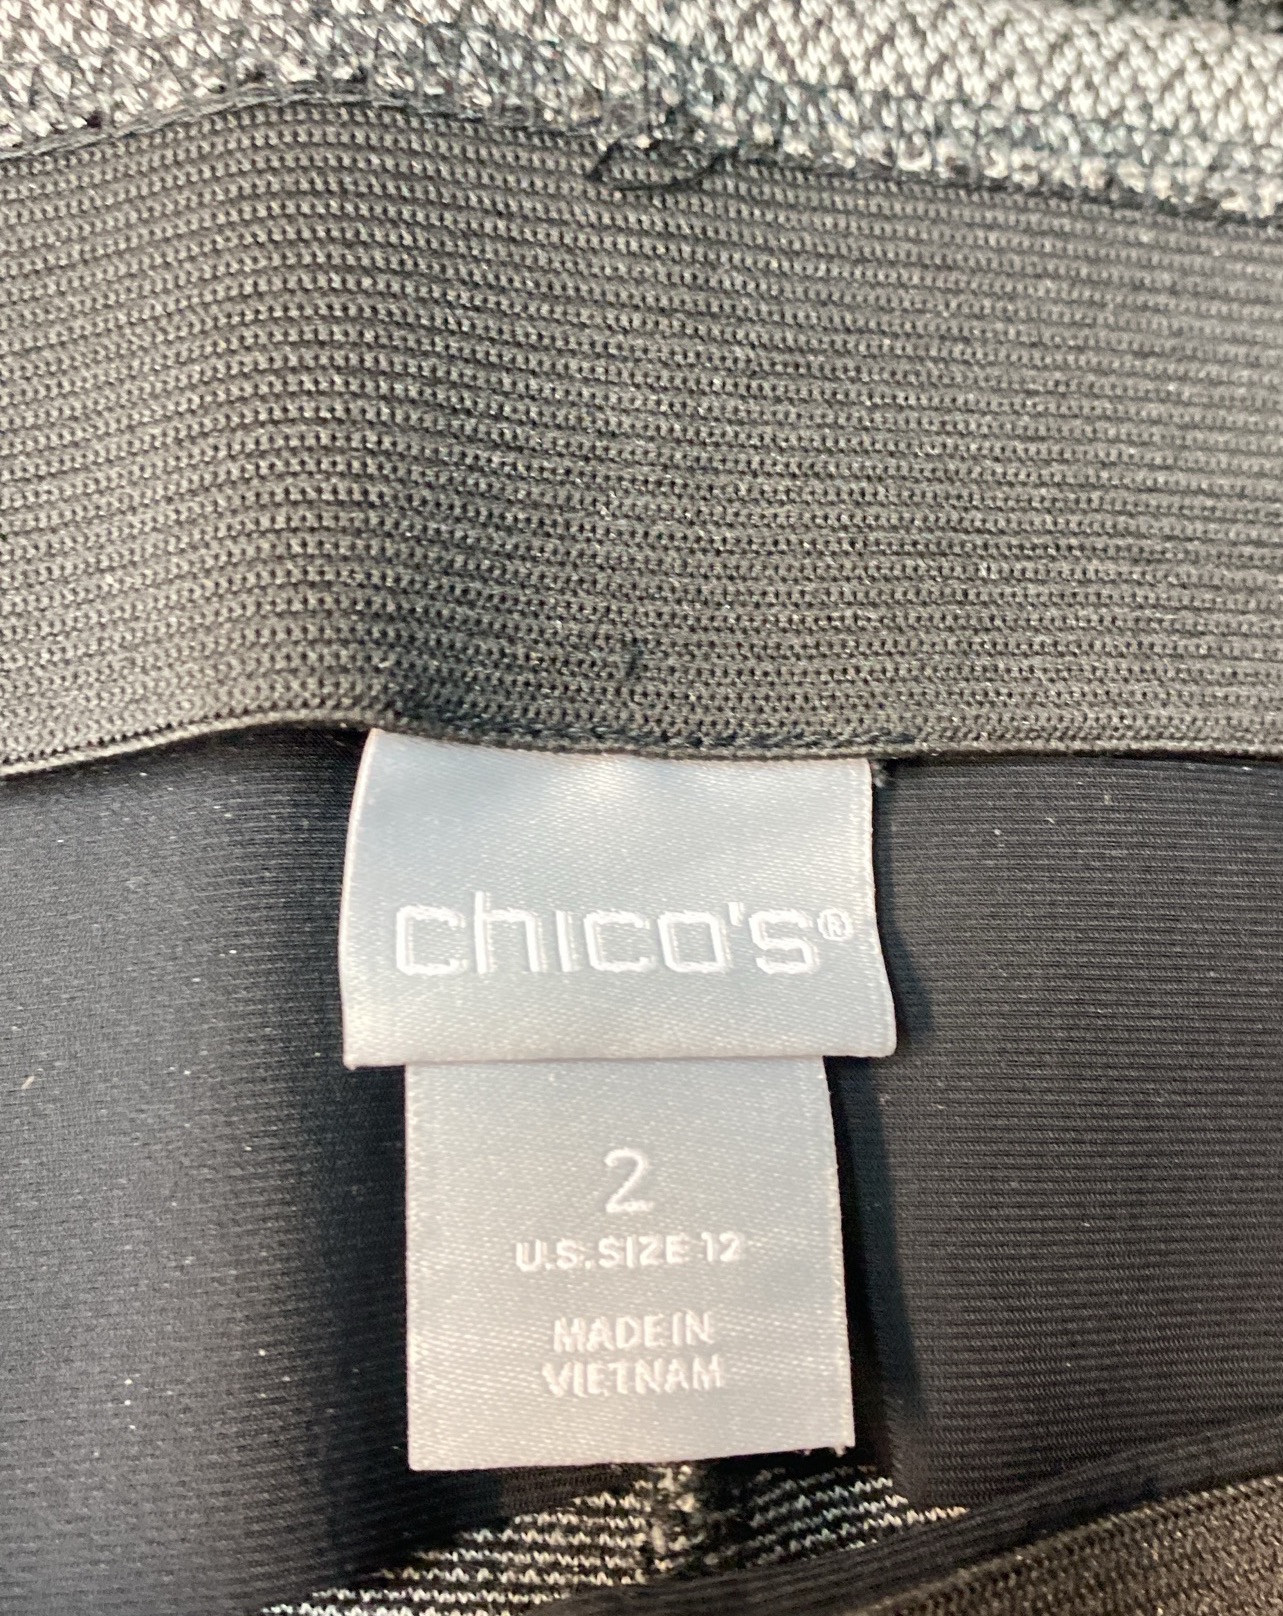 chico's®
2
U.S. SIZE 12
MADE IN
VIETNAM